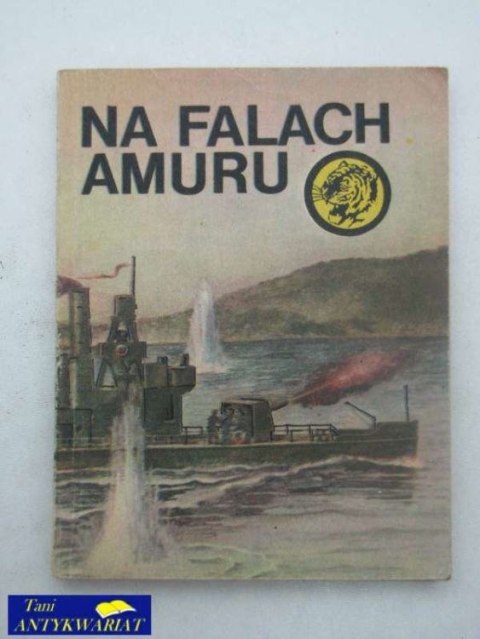 NA FALACH
AMURU
Tani
ANTYKWARIAT